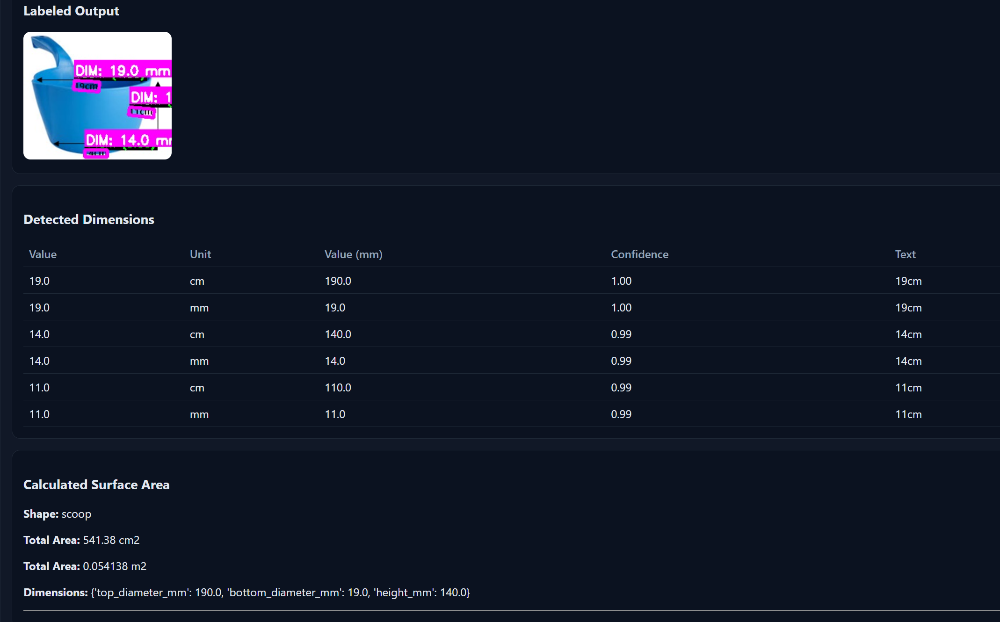 Labeled Output
DIM: 19.0 mm
19cm
DIM: 1
11cm
DIM: 14.0 m
4cm
Detected Dimensions
Value Unit Value (mm) Confidence Text
19.0 cm 190.0 1.00 19cm
19.0 mm 19.0 1.00 19cm
14.0 cm 140.0 0.99 14cm
14.0 mm 14.0 0.99 14cm
11.0 cm 110.0 0.99 11cm
11.0 mm 11.0 0.99 11cm
Calculated Surface Area
Shape: scoop
Total Area: 541.38 cm2
Total Area: 0.054138 m2
Dimensions: {'top_diameter_mm': 190.0, 'bottom_diameter_mm': 19.0, 'height_mm': 140.0}